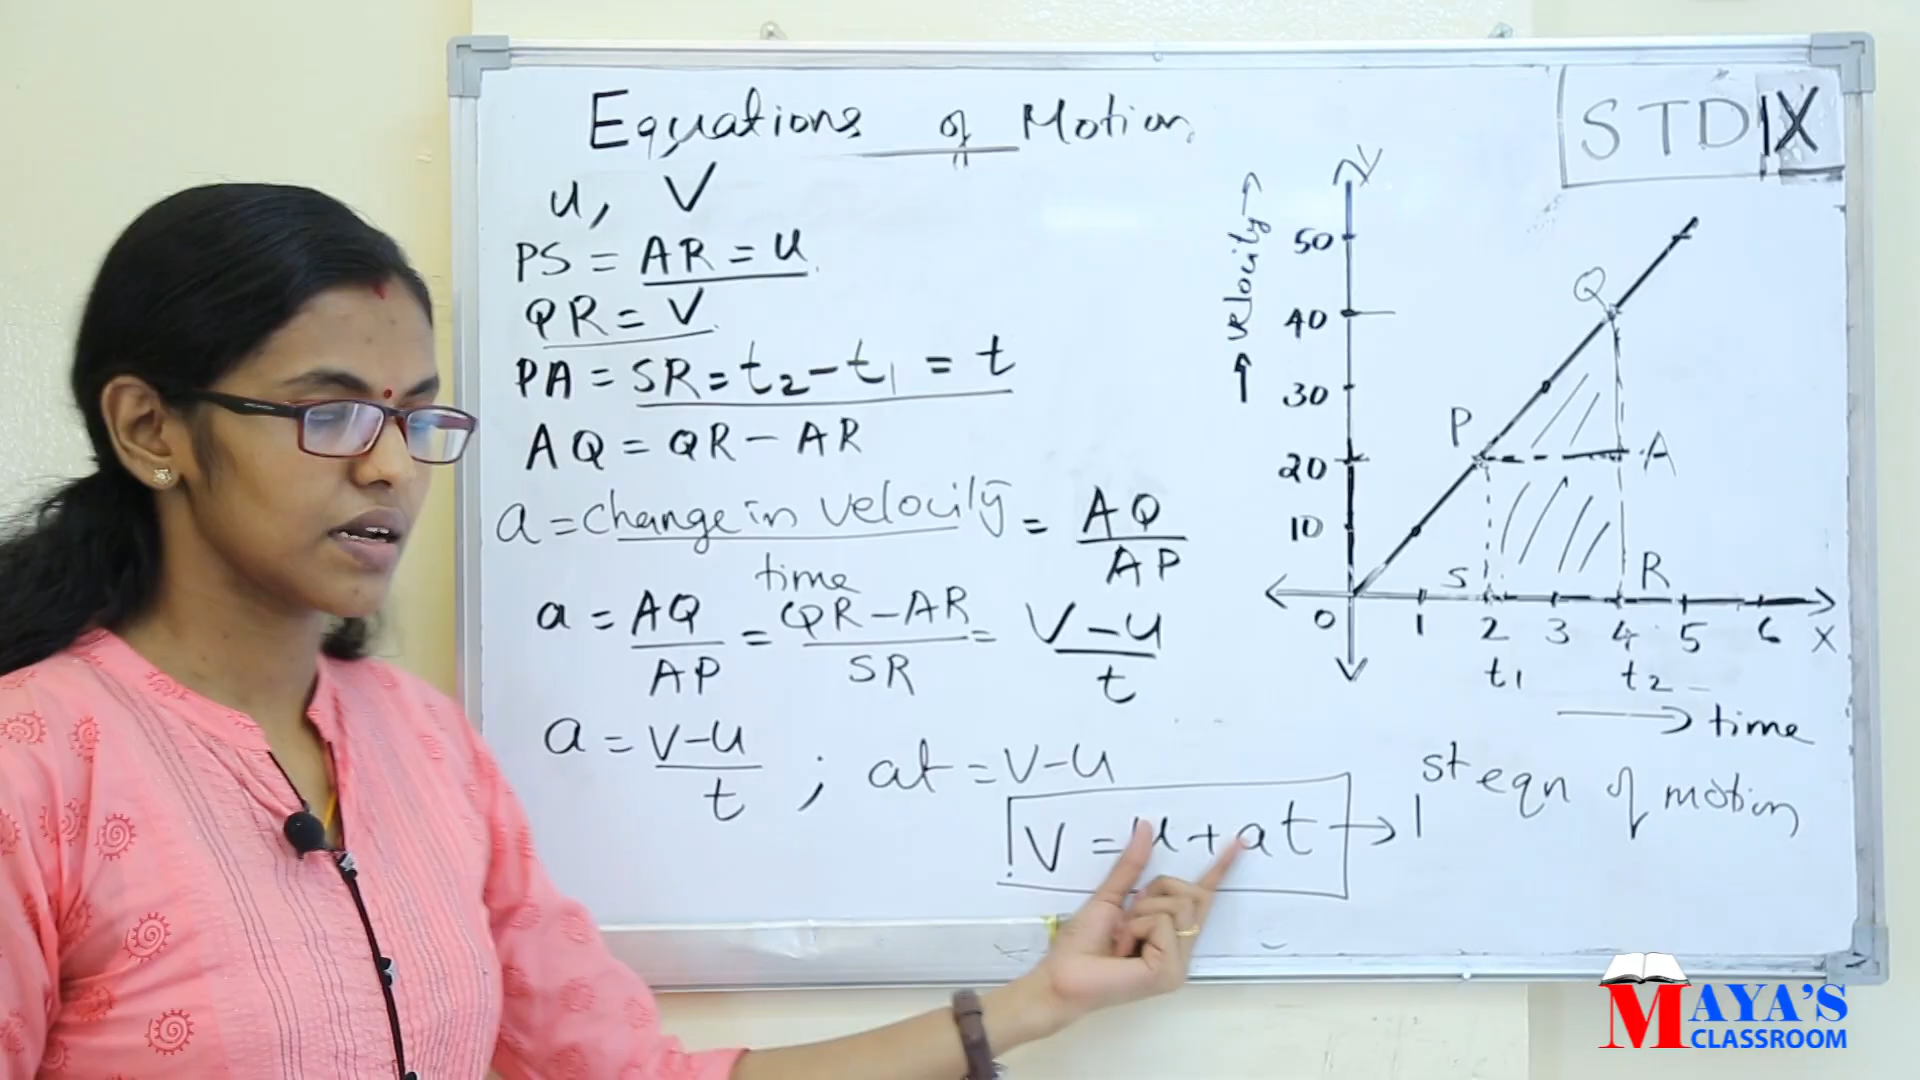 Equations of Motion
STD IX
u, V
PS = AR = u
QR = V
PA = SR = t₂ - t₁ = t
AQ = QR - AR
a = change in velocity / time = AQ / AP
a = AQ / AP = QR - AR / SR = V - u / t
a = V - u / t ; at = V - u
V = u + at → 1st eqn of motion
Y
↑ velocity →
50
40
30
20
10
0 1 2 3 4 5 6 X
t₁ t₂
→ time
Q
P A
S R
MAYA'S
CLASSROOM